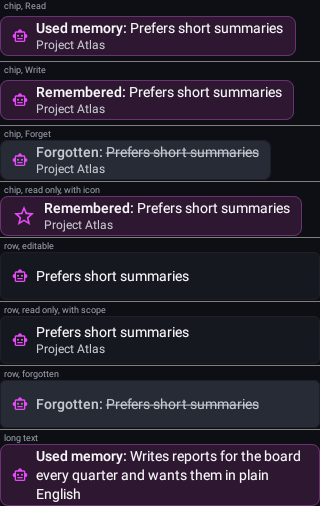 chip, Read
Used memory: Prefers short summaries
Project Atlas
chip, Write
Remembered: Prefers short summaries
Project Atlas
chip, Forget
Forgotten: Prefers short summaries
Project Atlas
chip, read only, with icon
Remembered: Prefers short summaries
Project Atlas
row, editable
Prefers short summaries
row, read only, with scope
Prefers short summaries
Project Atlas
row, forgotten
Forgotten: Prefers short summaries
long text
Used memory: Writes reports for the board
every quarter and wants them in plain
English